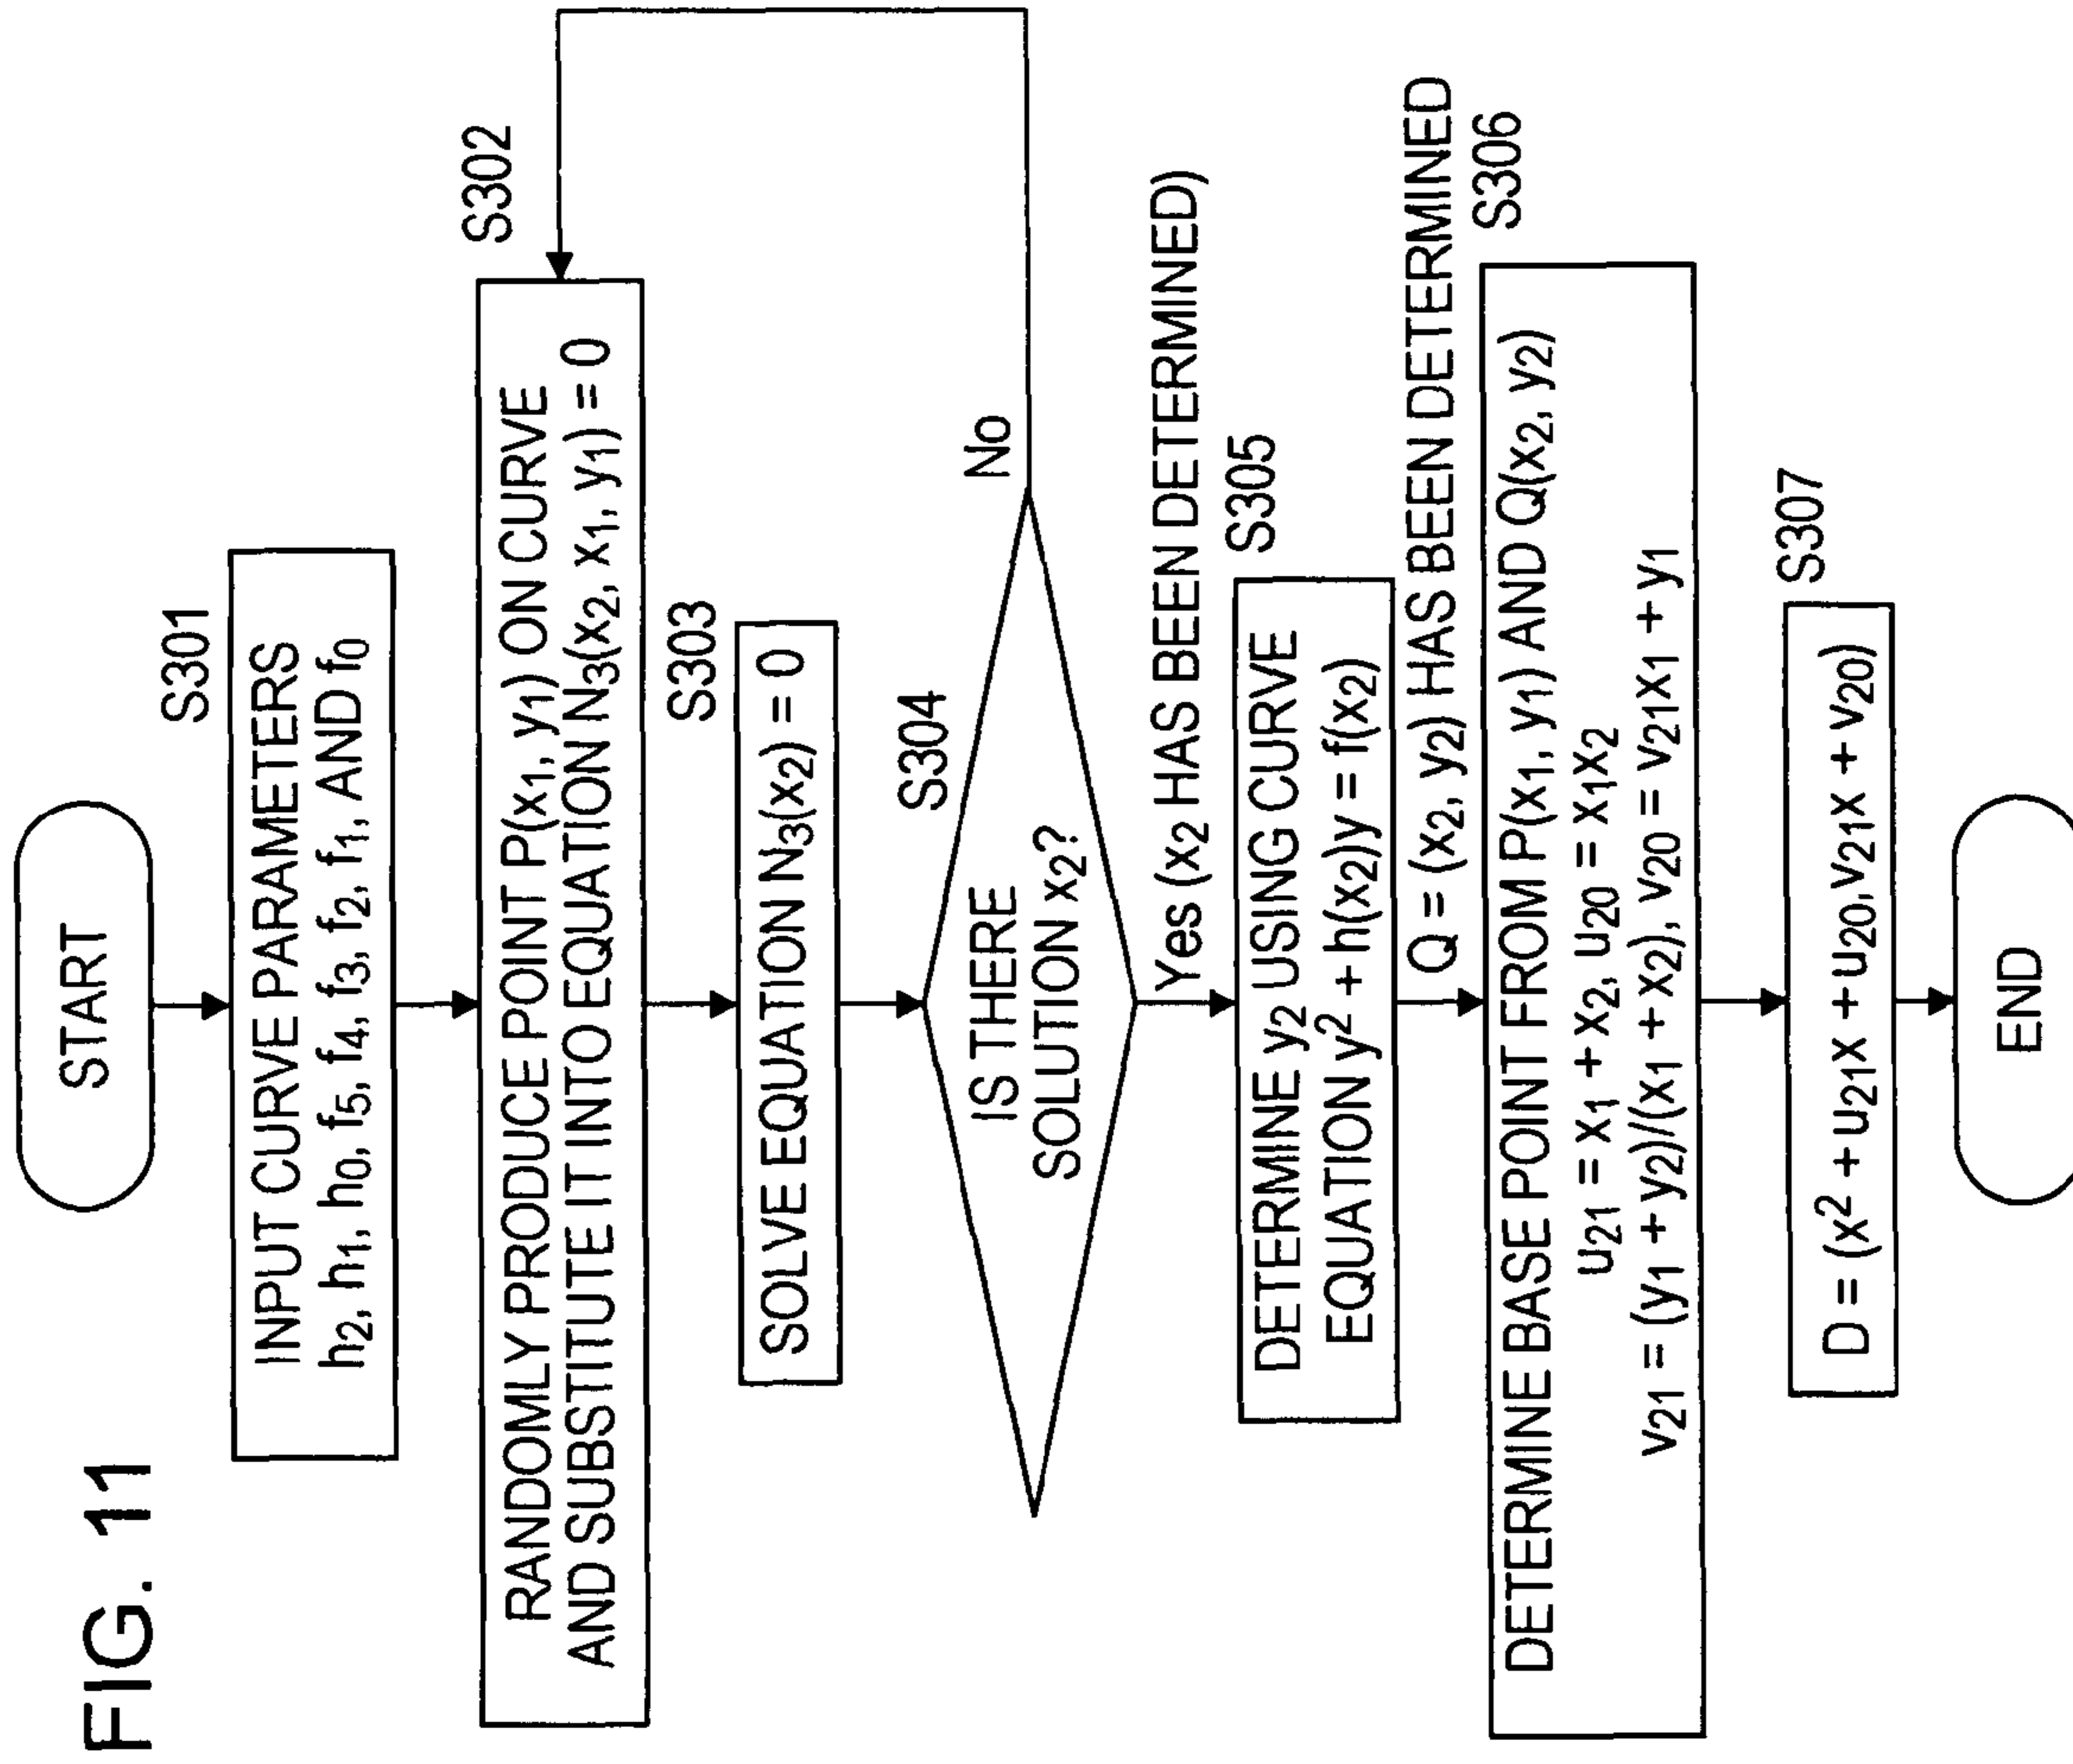 FIG. 11
START
S301
INPUT CURVE PARAMETERS
h₂, h₁, h₀, f₅, f₄, f₃, f₂, f₁, AND f₀
S302
RANDOMLY PRODUCE POINT P(x₁, y₁) ON CURVE
AND SUBSTITUTE IT INTO EQUATION N₃(x₂, x₁, y₁) = 0
S303
SOLVE EQUATION N₃(x₂) = 0
S304
IS THERE
SOLUTION x₂?
No
Yes (x₂ HAS BEEN DETERMINED)
S305
DETERMINE y₂ USING CURVE
EQUATION y² + h(x₂)y = f(x₂)
Q = (x₂, y₂) HAS BEEN DETERMINED
S306
DETERMINE BASE POINT FROM P(x₁, y₁) AND Q(x₂, y₂)
u₂₁ = x₁ + x₂, u₂₀ = x₁x₂
v₂₁ = (y₁ + y₂)/(x₁ + x₂), v₂₀ = v₂₁x₁ + y₁
S307
D = (x² + u₂₁x + u₂₀, v₂₁x + v₂₀)
END